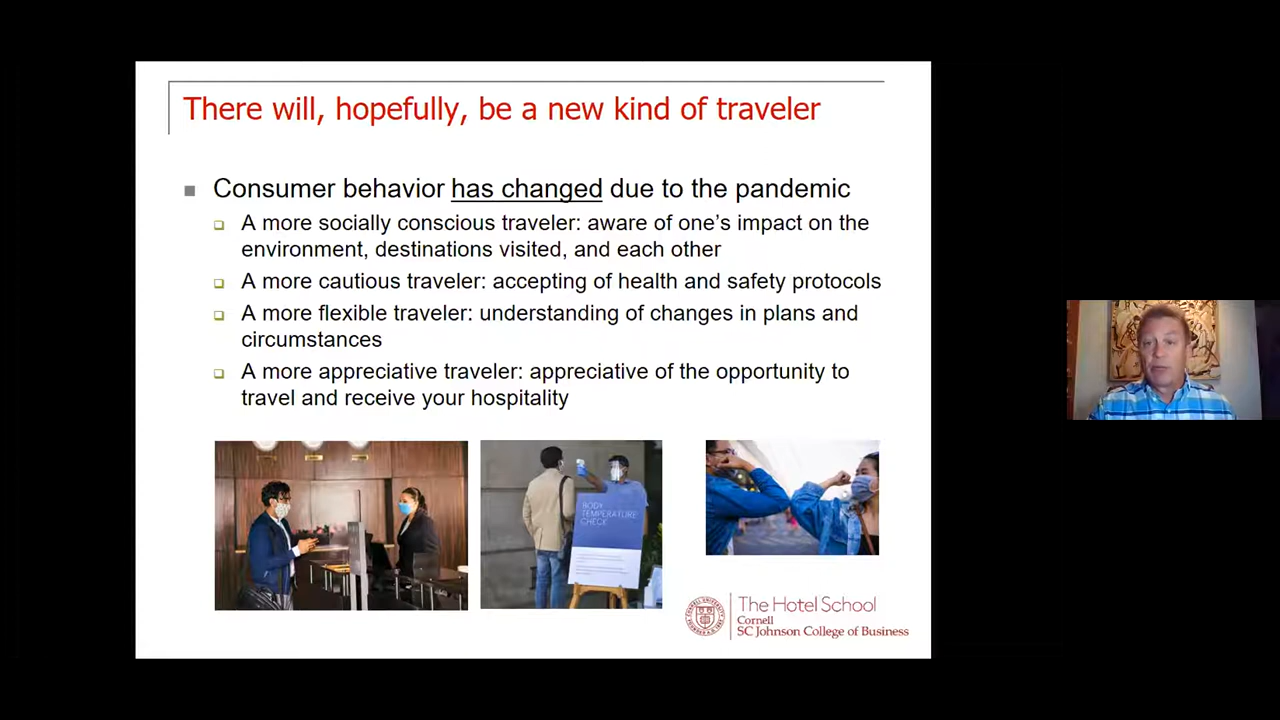 There will, hopefully, be a new kind of traveler
Consumer behavior has changed due to the pandemic
A more socially conscious traveler: aware of one’s impact on the
environment, destinations visited, and each other
A more cautious traveler: accepting of health and safety protocols
A more flexible traveler: understanding of changes in plans and
circumstances
A more appreciative traveler: appreciative of the opportunity to
travel and receive your hospitality
BODY
TEMPERATURE
CHECK
The Hotel School
Cornell
SC Johnson College of Business